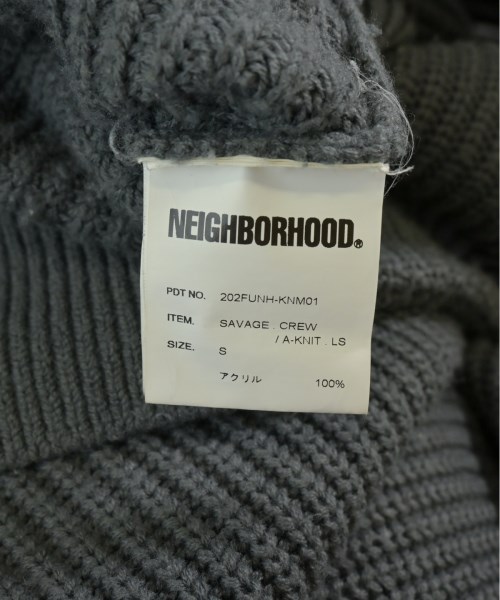 NEIGHBORHOOD®
PDT NO. 202FUNH-KNM01
ITEM. SAVAGE . CREW
/ A-KNIT . LS
SIZE. S
アクリル 100%